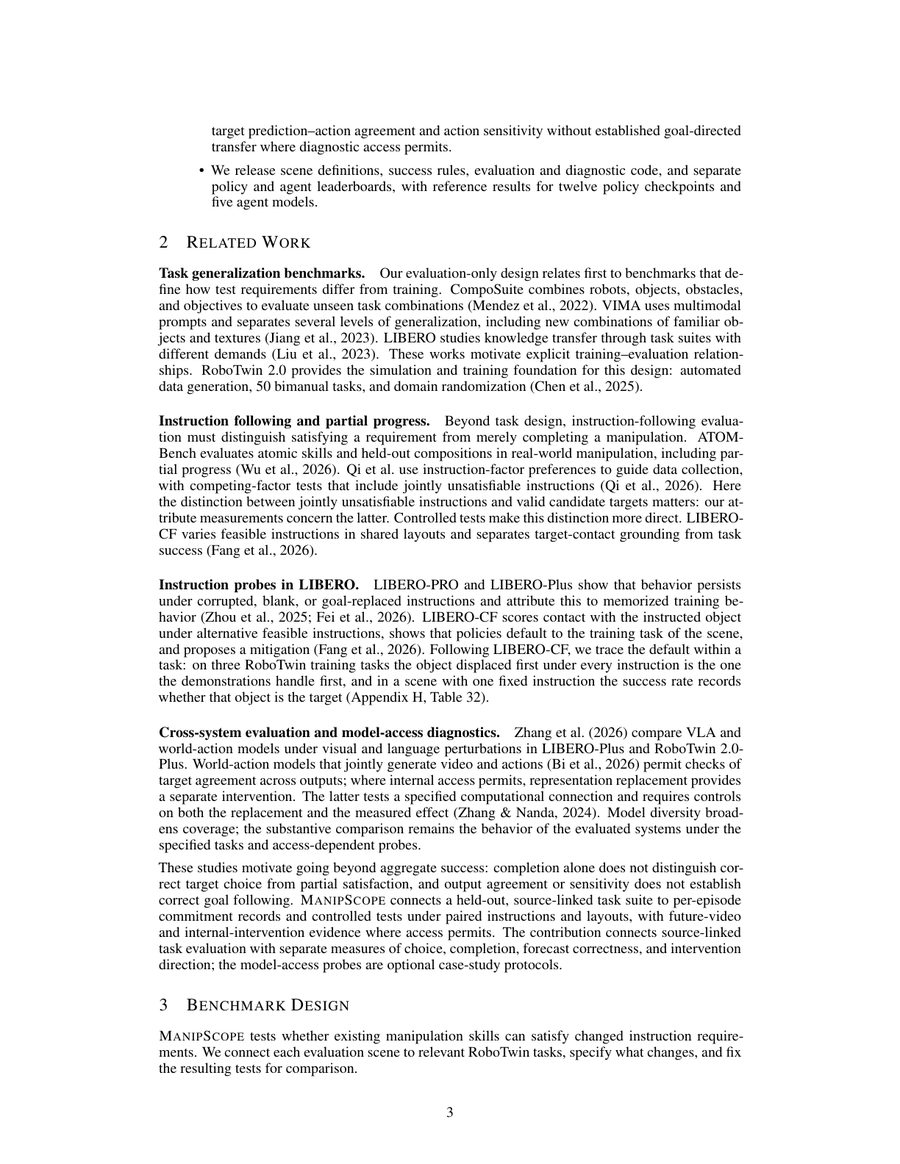 target prediction–action agreement and action sensitivity without established goal-directed
transfer where diagnostic access permits.
• We release scene definitions, success rules, evaluation and diagnostic code, and separate
policy and agent leaderboards, with reference results for twelve policy checkpoints and
five agent models.
2 RELATED WORK
Task generalization benchmarks. Our evaluation-only design relates first to benchmarks that de-
fine how test requirements differ from training. CompoSuite combines robots, objects, obstacles,
and objectives to evaluate unseen task combinations (Mendez et al., 2022). VIMA uses multimodal
prompts and separates several levels of generalization, including new combinations of familiar ob-
jects and textures (Jiang et al., 2023). LIBERO studies knowledge transfer through task suites with
different demands (Liu et al., 2023). These works motivate explicit training–evaluation relation-
ships. RoboTwin 2.0 provides the simulation and training foundation for this design: automated
data generation, 50 bimanual tasks, and domain randomization (Chen et al., 2025).
Instruction following and partial progress. Beyond task design, instruction-following evalua-
tion must distinguish satisfying a requirement from merely completing a manipulation. ATOM-
Bench evaluates atomic skills and held-out compositions in real-world manipulation, including par-
tial progress (Wu et al., 2026). Qi et al. use instruction-factor preferences to guide data collection,
with competing-factor tests that include jointly unsatisfiable instructions (Qi et al., 2026). Here
the distinction between jointly unsatisfiable instructions and valid candidate targets matters: our at-
tribute measurements concern the latter. Controlled tests make this distinction more direct. LIBERO-
CF varies feasible instructions in shared layouts and separates target-contact grounding from task
success (Fang et al., 2026).
Instruction probes in LIBERO. LIBERO-PRO and LIBERO-Plus show that behavior persists
under corrupted, blank, or goal-replaced instructions and attribute this to memorized training be-
havior (Zhou et al., 2025; Fei et al., 2026). LIBERO-CF scores contact with the instructed object
under alternative feasible instructions, shows that policies default to the training task of the scene,
and proposes a mitigation (Fang et al., 2026). Following LIBERO-CF, we trace the default within a
task: on three RoboTwin training tasks the object displaced first under every instruction is the one
the demonstrations handle first, and in a scene with one fixed instruction the success rate records
whether that object is the target (Appendix H, Table 32).
Cross-system evaluation and model-access diagnostics. Zhang et al. (2026) compare VLA and
world-action models under visual and language perturbations in LIBERO-Plus and RoboTwin 2.0-
Plus. World-action models that jointly generate video and actions (Bi et al., 2026) permit checks of
target agreement across outputs; where internal access permits, representation replacement provides
a separate intervention. The latter tests a specified computational connection and requires controls
on both the replacement and the measured effect (Zhang & Nanda, 2024). Model diversity broad-
ens coverage; the substantive comparison remains the behavior of the evaluated systems under the
specified tasks and access-dependent probes.
These studies motivate going beyond aggregate success: completion alone does not distinguish cor-
rect target choice from partial satisfaction, and output agreement or sensitivity does not establish
correct goal following. MANIPSCOPE connects a held-out, source-linked task suite to per-episode
commitment records and controlled tests under paired instructions and layouts, with future-video
and internal-intervention evidence where access permits. The contribution connects source-linked
task evaluation with separate measures of choice, completion, forecast correctness, and intervention
direction; the model-access probes are optional case-study protocols.
3 BENCHMARK DESIGN
MANIPSCOPE tests whether existing manipulation skills can satisfy changed instruction require-
ments. We connect each evaluation scene to relevant RoboTwin tasks, specify what changes, and fix
the resulting tests for comparison.
3